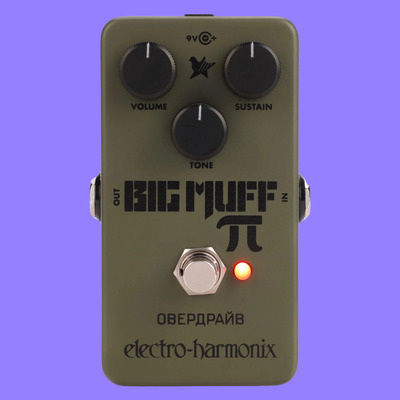 9V +
VOLUME
SUSTAIN
TONE
OUT
BIG MUFF
IN
π
ОВЕРДРАЙВ
electro-harmonix